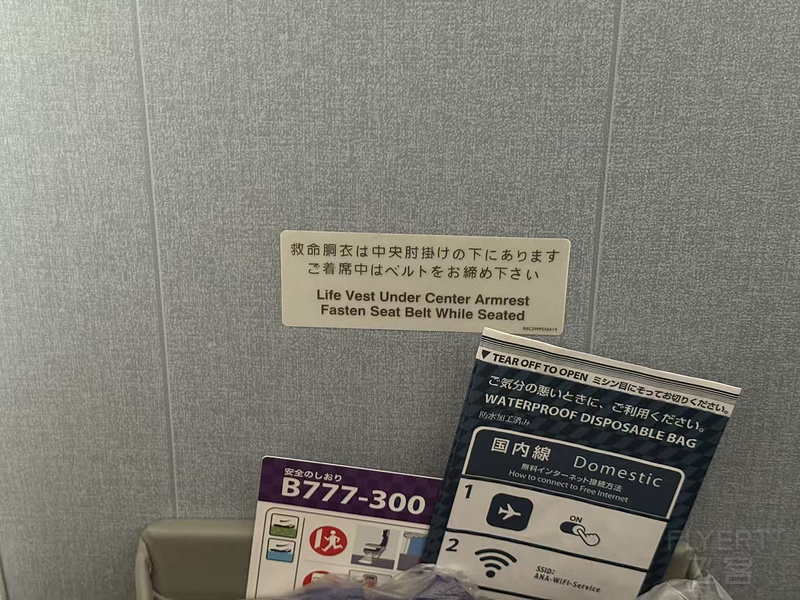 救命胴衣は中央肘掛けの下にあります
ご着席中はベルトをお締め下さい
Life Vest Under Center Armrest
Fasten Seat Belt While Seated
TEAR OFF TO OPEN ミシン目にそってお切りください。
ご気分の悪いときに、ご利用ください。
WATERPROOF DISPOSABLE BAG
防水加工済み
国内線 Domestic
無料インターネット接続方法
How to connect to Free Internet
1
ON
2
SSID:
ANA-WiFi-Service
安全のしおり
B777-300
FLYERT